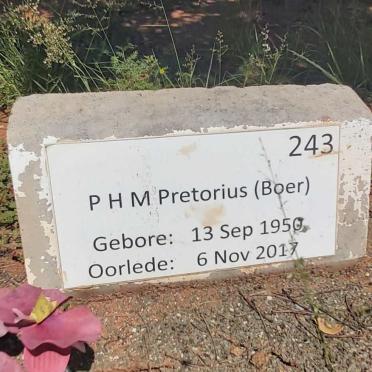 243
P H M Pretorius (Boer)
Gebore: 13 Sep 1950
Oorlede: 6 Nov 2017